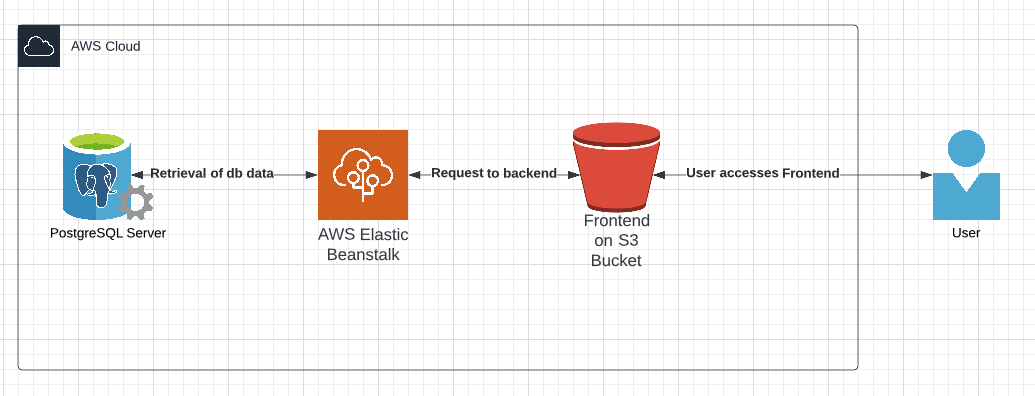 AWS Cloud
Retrieval of db data
Request to backend
User accesses Frontend
PostgreSQL Server
AWS Elastic
Beanstalk
Frontend
on S3
Bucket
User